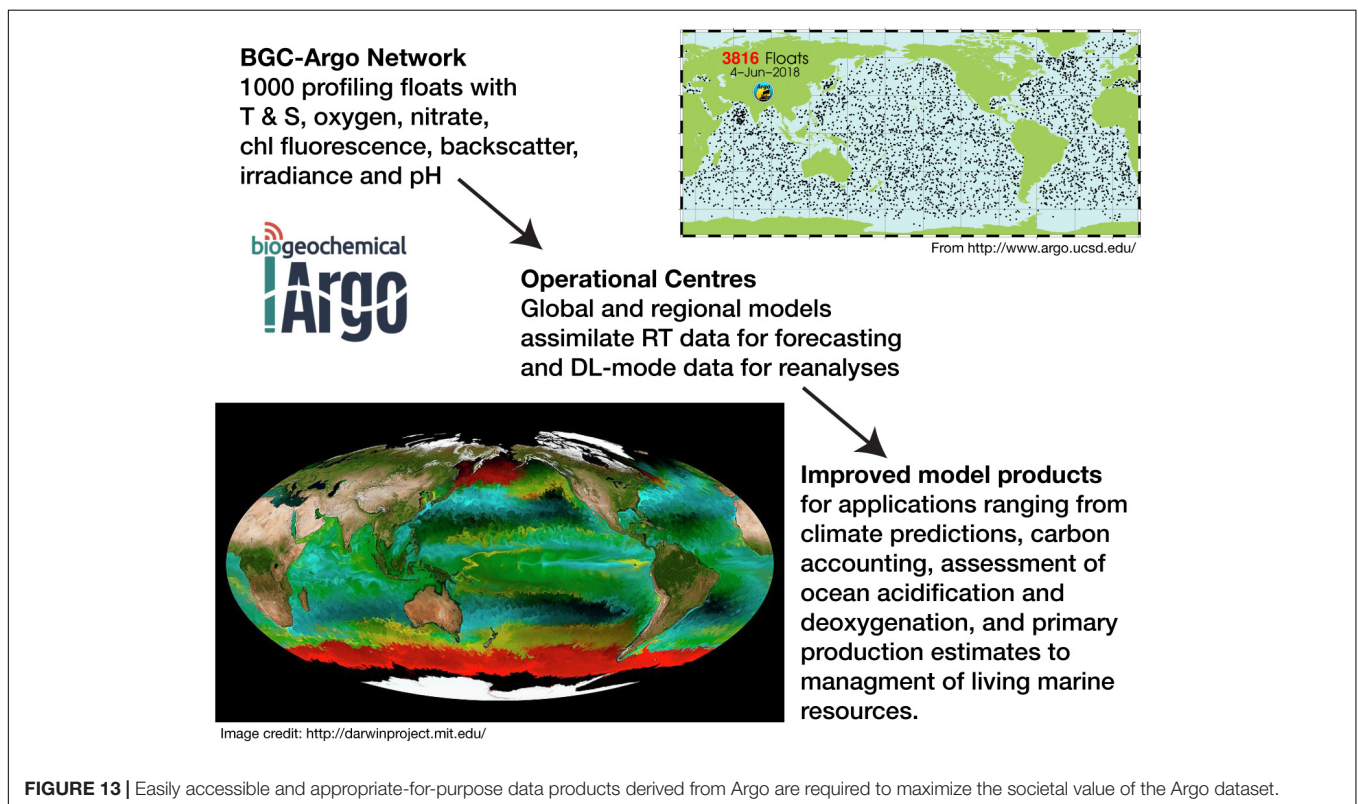 BGC-Argo Network
1000 profiling floats with
T & S, oxygen, nitrate,
chl fluorescence, backscatter,
irradiance and pH
3816 Floats
4-Jun-2018
Argo
From http://www.argo.ucsd.edu/
biogeochemical
Argo
Operational Centres
Global and regional models
assimilate RT data for forecasting
and DL-mode data for reanalyses
Improved model products
for applications ranging from
climate predictions, carbon
accounting, assessment of
ocean acidification and
deoxygenation, and primary
production estimates to
managment of living marine
resources.
Image credit: http://darwinproject.mit.edu/
FIGURE 13 | Easily accessible and appropriate-for-purpose data products derived from Argo are required to maximize the societal value of the Argo dataset.